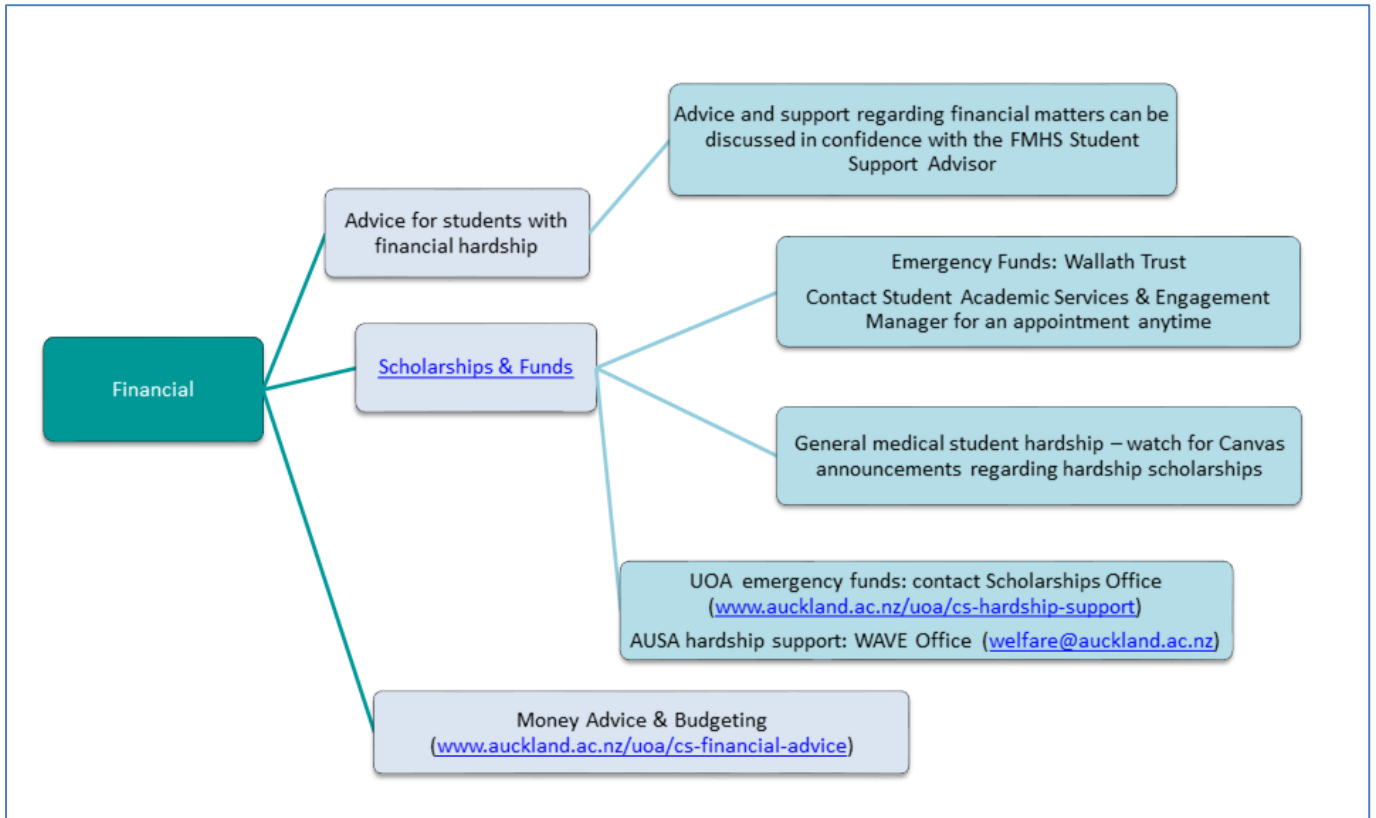 Advice and support regarding financial matters can be
discussed in confidence with the FMHS Student
Support Advisor
Advice for students with
financial hardship
Emergency Funds: Wallath Trust
Contact Student Academic Services & Engagement
Manager for an appointment anytime
Scholarships & Funds
Financial
General medical student hardship – watch for Canvas
announcements regarding hardship scholarships
UOA emergency funds: contact Scholarships Office
(www.auckland.ac.nz/uoa/cs-hardship-support)
AUSA hardship support: WAVE Office (welfare@auckland.ac.nz)
Money Advice & Budgeting
(www.auckland.ac.nz/uoa/cs-financial-advice)